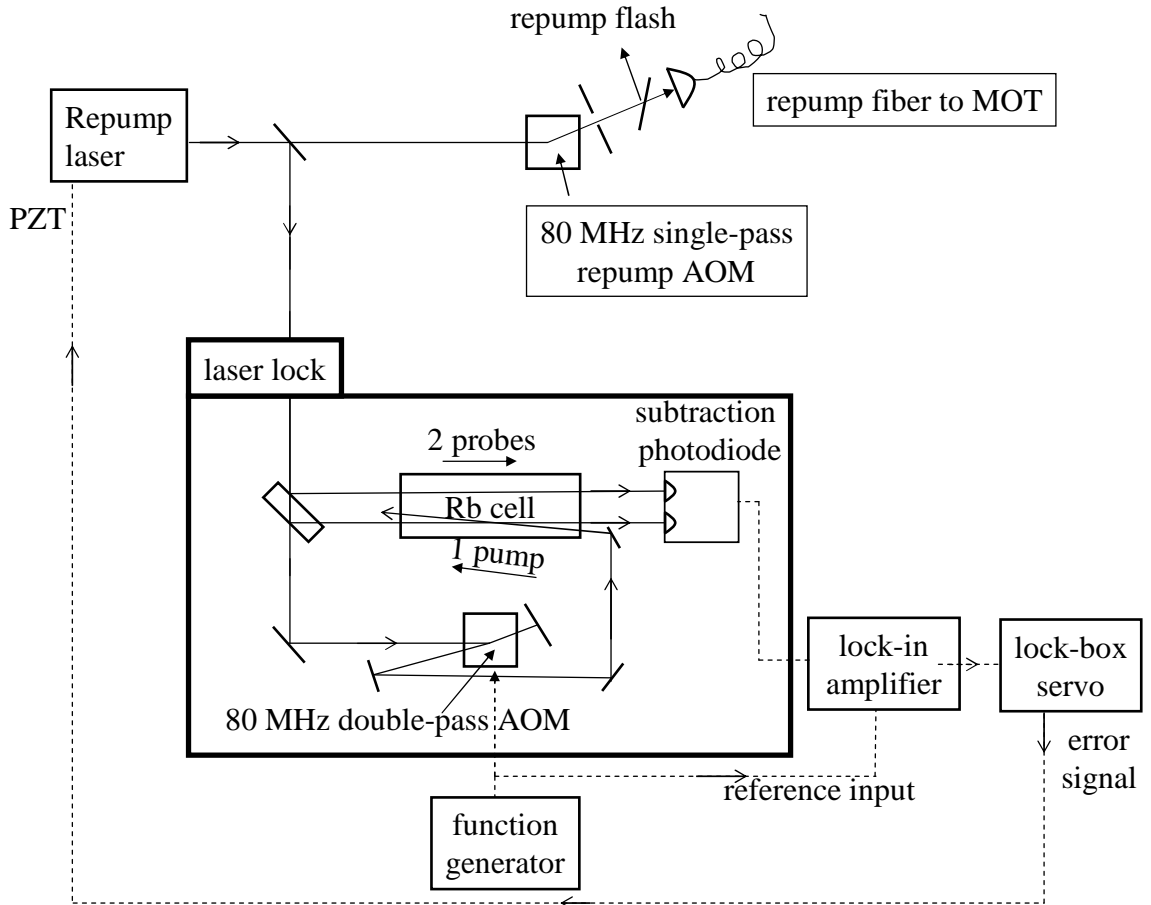 repump flash
repump fiber to MOT
Repump
laser
PZT
80 MHz single-pass
repump AOM
laser lock
subtraction
photodiode
2 probes
Rb cell
1 pump
80 MHz double-pass AOM
lock-in
amplifier
lock-box
servo
error
signal
reference input
function
generator